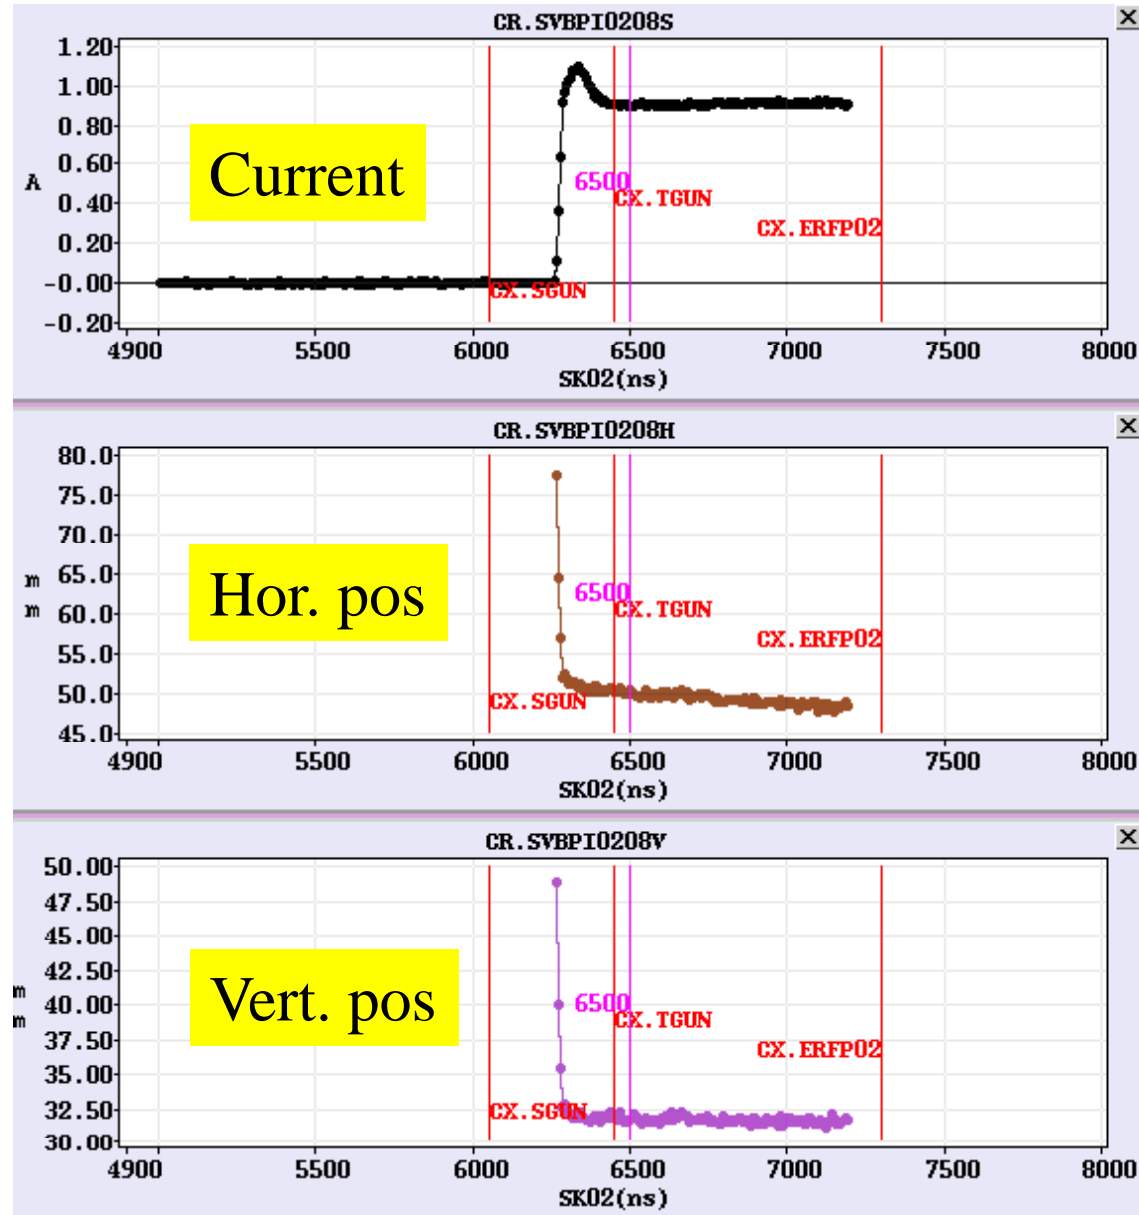 CR.SVBPI0208S
1.20
1.00
0.80
0.60
0.40
0.20
-0.00
-0.20
A
Current
6500
CX.TGUN
CX.ERFP02
CX.SGUN
4900 5500 6000 6500 7000 7500 8000
SK02(ns)
CR.SVBPI0208H
80.0
75.0
70.0
65.0
60.0
55.0
50.0
45.0
m
m
Hor. pos
6500
CX.TGUN
CX.ERFP02
CX.SGUN
4900 5500 6000 6500 7000 7500 8000
SK02(ns)
CR.SVBPI0208V
50.00
47.50
45.00
42.50
40.00
37.50
35.00
32.50
30.00
m
m
Vert. pos
6500
CX.TGUN
CX.ERFP02
CX.SGUN
4900 5500 6000 6500 7000 7500 8000
SK02(ns)